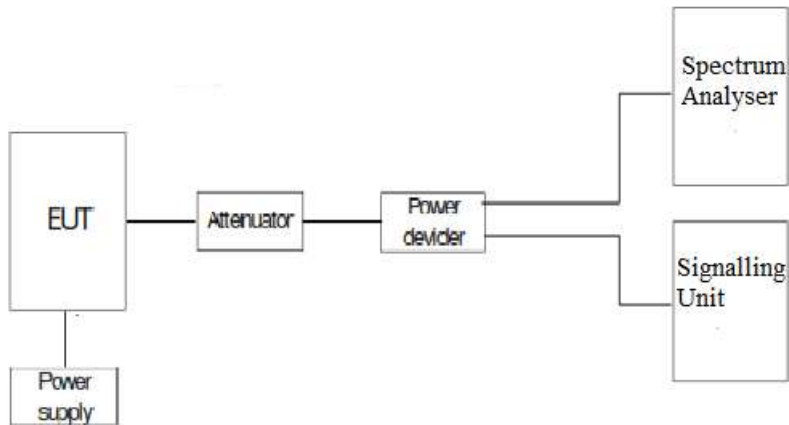 Spectrum
Analyser
EUT
Attenuator
Power
devider
Signalling
Unit
Power
supply